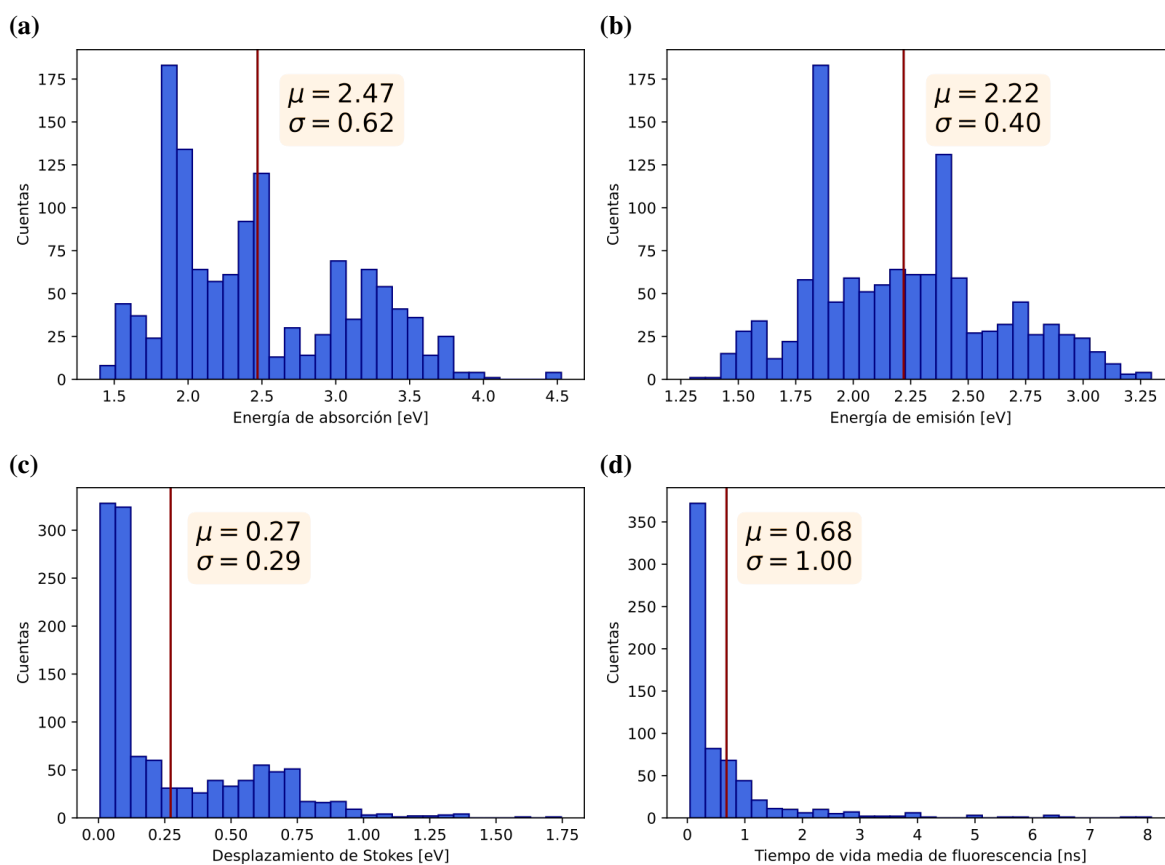 (a)
175
150
125
100
75
50
25
0
Cuentas
μ = 2.47
σ = 0.62
1.5 2.0 2.5 3.0 3.5 4.0 4.5
Energía de absorción [eV]
(b)
175
150
125
100
75
50
25
0
Cuentas
μ = 2.22
σ = 0.40
1.25 1.50 1.75 2.00 2.25 2.50 2.75 3.00 3.25
Energía de emisión [eV]
(c)
300
250
200
150
100
50
0
Cuentas
μ = 0.27
σ = 0.29
0.00 0.25 0.50 0.75 1.00 1.25 1.50 1.75
Desplazamiento de Stokes [eV]
(d)
350
300
250
200
150
100
50
0
Cuentas
μ = 0.68
σ = 1.00
0 1 2 3 4 5 6 7 8
Tiempo de vida media de fluorescencia [ns]